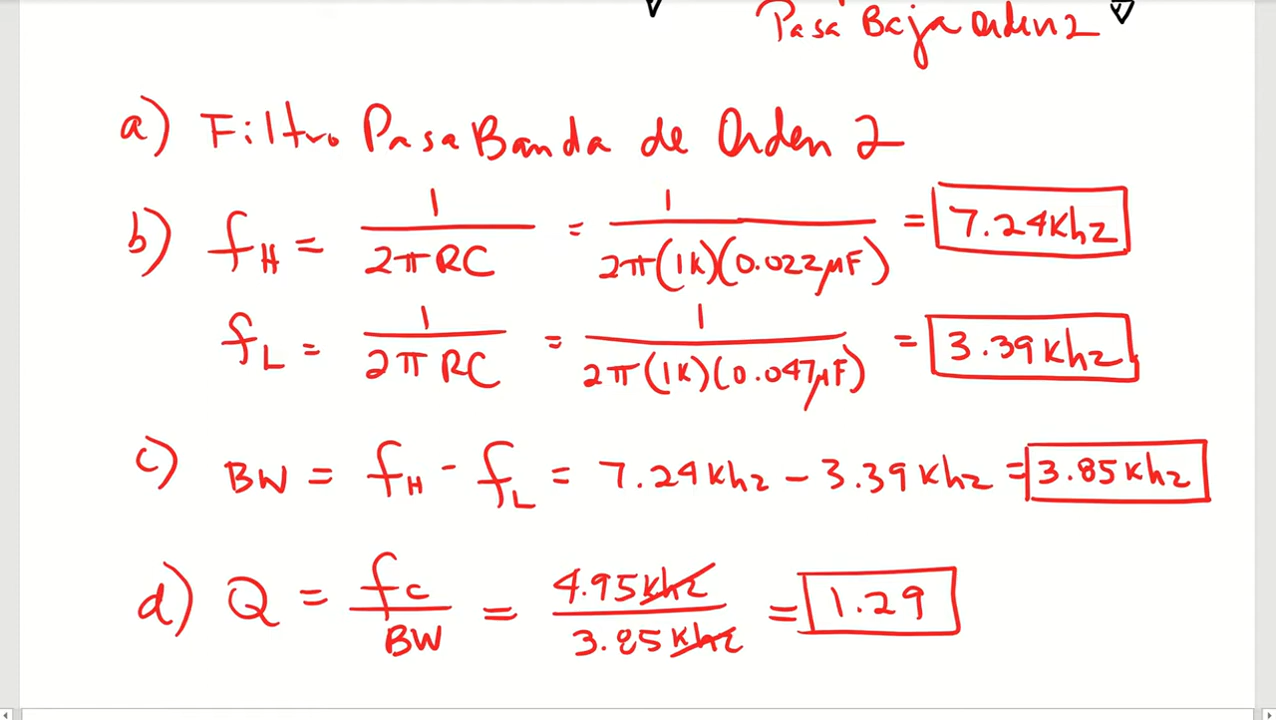 Pasa Baja Orden 2
a) Filtro PasaBanda de Orden 2
b) fH = 1/(2πRC) = 1/(2π(1K)(0.022μF)) = 7.24Khz
fL = 1/(2πRC) = 1/(2π(1K)(0.047μF)) = 3.39Khz
c) BW = fH - fL = 7.24Khz - 3.39Khz = 3.85Khz
d) Q = fc/BW = 4.95Khz/3.85Khz = 1.29